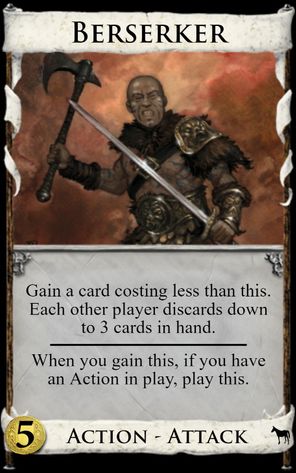 BERSERKER
Gain a card costing less than this.
Each other player discards down
to 3 cards in hand.
When you gain this, if you have
an Action in play, play this.
5 ACTION - ATTACK